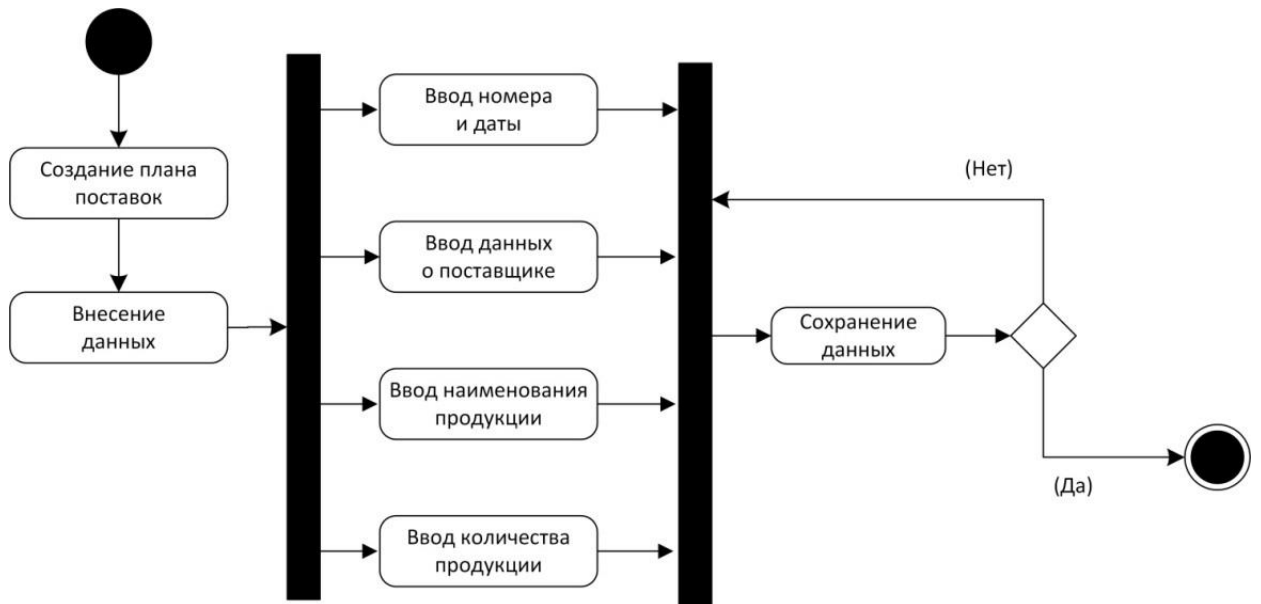 Создание плана
поставок
Внесение
данных
Ввод номера
и даты
Ввод данных
о поставщике
Ввод наименования
продукции
Ввод количества
продукции
Сохранение
данных
(Нет)
(Да)